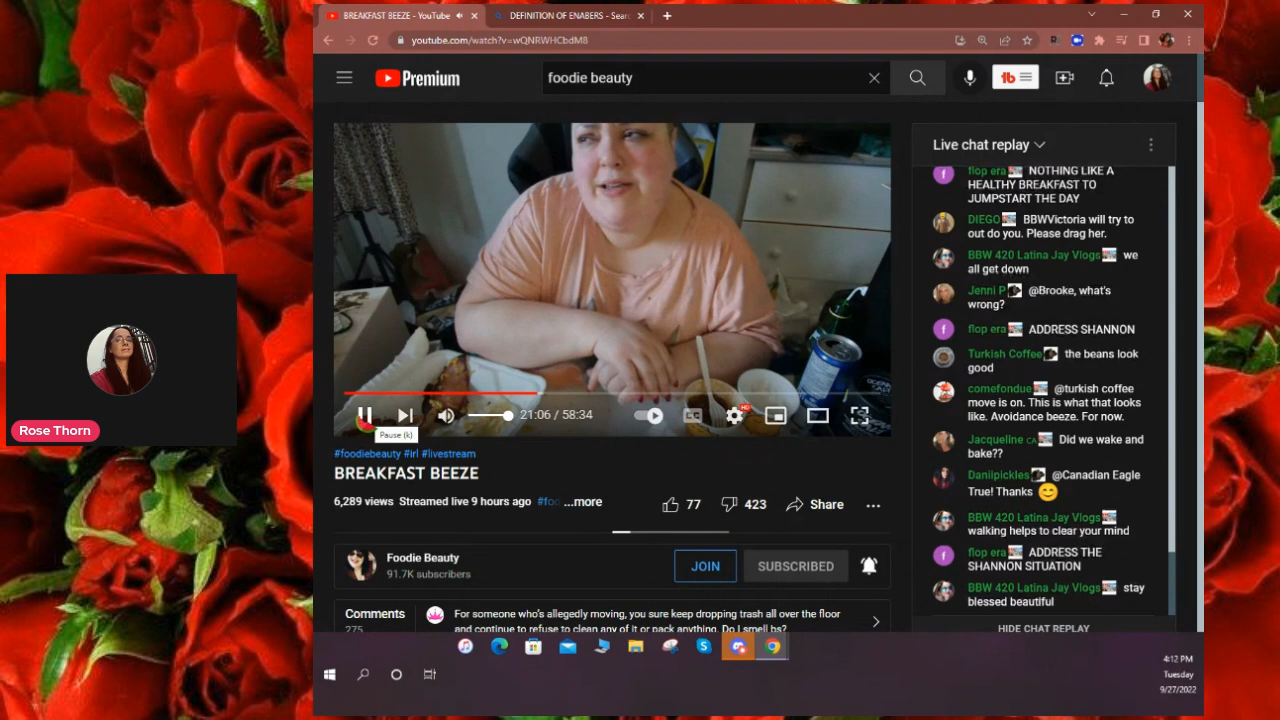 BREAKFAST BEEZE - YouTube
DEFINITION OF ENABERS - Sear
youtube.com/watch?v=wQNRWHCbdM8
Premium
foodie beauty
Rose Thorn
21:06 / 58:34
HD
CC
Pause (k)
#foodiebeauty #irl #livestream
BREAKFAST BEEZE
6,289 views Streamed live 9 hours ago #foo ...more
77
423
Share
Foodie Beauty
91.7K subscribers
JOIN
SUBSCRIBED
Comments
275
For someone who's allegedly moving, you sure keep dropping trash all over the floor
and continue to refuse to clean any of it or pack anything. Do I smell bs?
Live chat replay
flop era NOTHING LIKE A
HEALTHY BREAKFAST TO
JUMPSTART THE DAY
DIEGO BBWVictoria will try to
out do you. Please drag her.
BBW 420 Latina Jay Vlogs we
all get down
Jenni P @Brooke, what's
wrong?
flop era ADDRESS SHANNON
Turkish Coffee the beans look
good
comefondue @turkish coffee
move is on. This is what that looks
like. Avoidance beeze. For now.
Jacqueline CA Did we wake and
bake??
Daniipickles @Canadian Eagle
True! Thanks
BBW 420 Latina Jay Vlogs
walking helps to clear your mind
flop era ADDRESS THE
SHANNON SITUATION
BBW 420 Latina Jay Vlogs stay
blessed beautiful
HIDE CHAT REPLAY
4:12 PM
Tuesday
9/27/2022